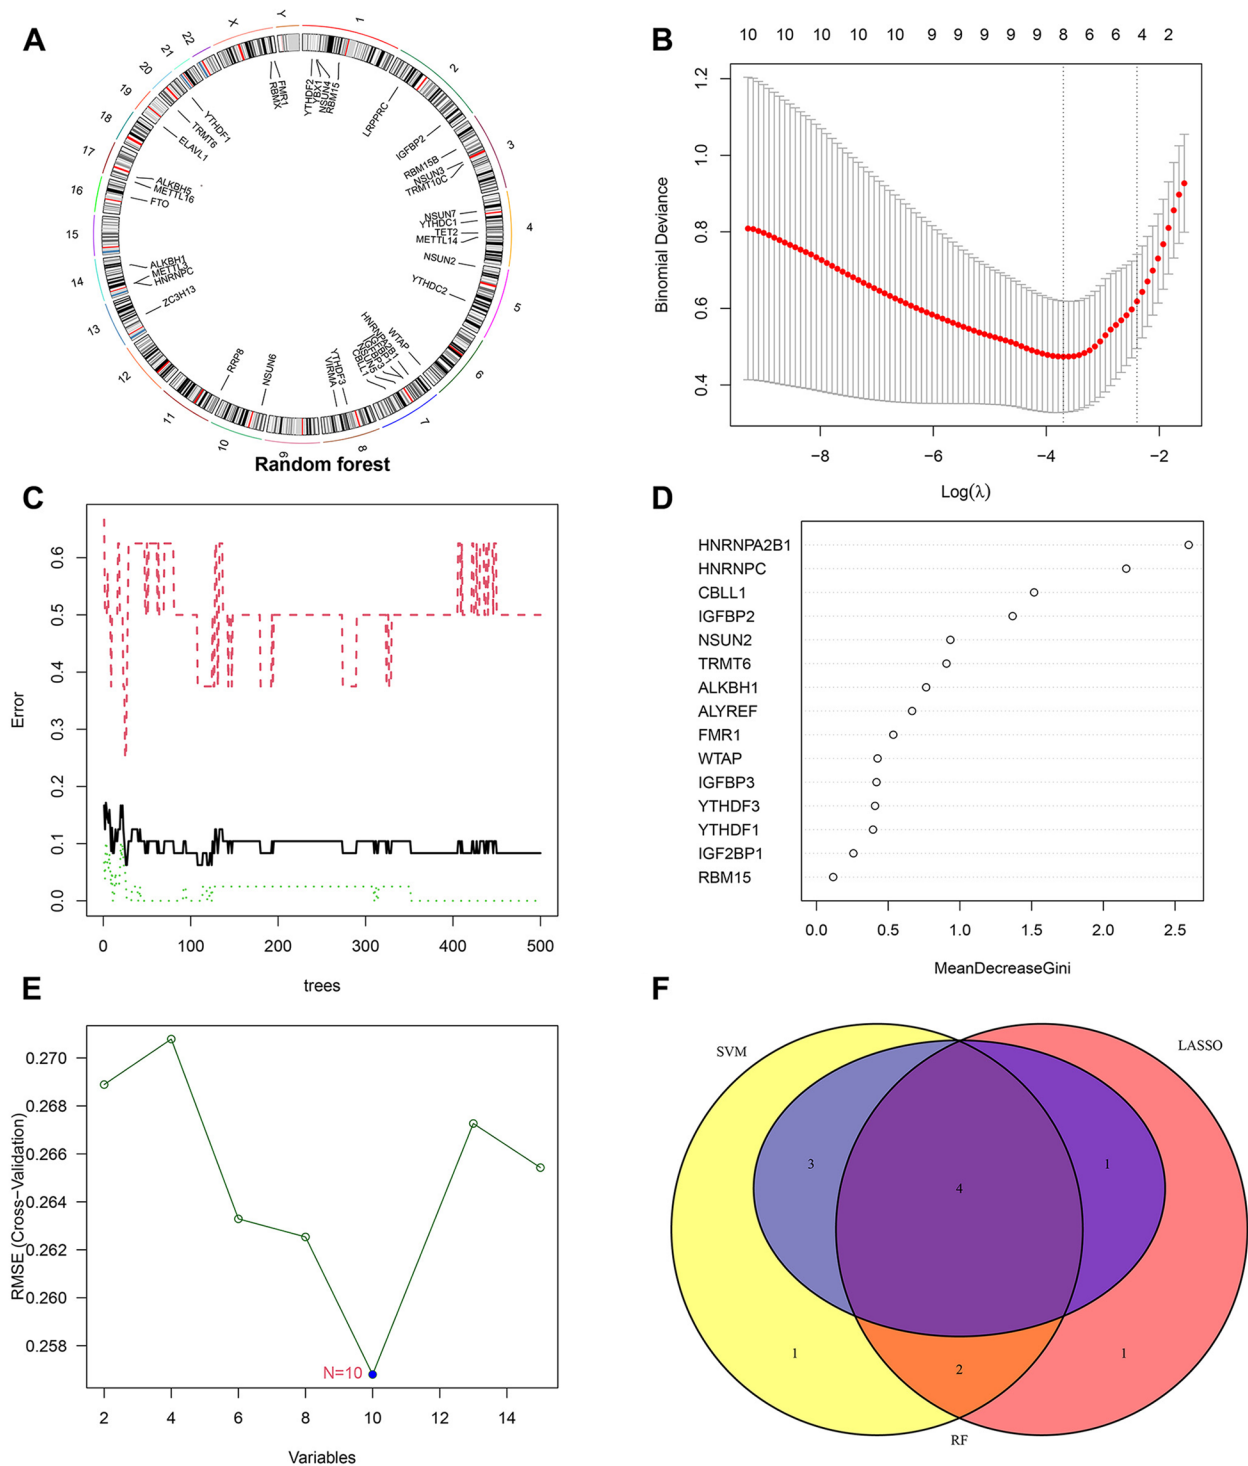 A
1
2
3
4
5
6
7
8
9
10
11
12
13
14
15
16
17
18
19
20
21
22
X
Y
FMR1
RBMX
YTHDF2
YBX1
NSUN4
RBM15
LRPPRC
IGFBP2
RBM15B
NSUN3
TRMT10C
NSUN7
YTHDC1
TET2
METTL14
NSUN2
YTHDC2
WTAP
HNRNPA2B1
NSUN5
CBLL1
YTHDF3
VIRMA
NSUN6
RRP8
ZC3H13
HNRNPC
METTL3
ALKBH1
FTO
METTL16
ALKBH5
ELAVL1
TRMT6
YTHDF1
B
10 10 10 10 10 9 9 9 9 8 6 6 4 2
Binomial Deviance
1.2
1.0
0.8
0.6
0.4
−8 −6 −4 −2
Log(λ)
C
Random forest
Error
0.6
0.5
0.4
0.3
0.2
0.1
0.0
0 100 200 300 400 500
trees
D
HNRNPA2B1
HNRNPC
CBLL1
IGFBP2
NSUN2
TRMT6
ALKBH1
ALYREF
FMR1
WTAP
IGFBP3
YTHDF3
YTHDF1
IGF2BP1
RBM15
0.0 0.5 1.0 1.5 2.0 2.5
MeanDecreaseGini
E
RMSE (Cross−Validation)
0.270
0.268
0.266
0.264
0.262
0.260
0.258
N=10
2 4 6 8 10 12 14
Variables
F
SVM
LASSO
3
4
1
1
2
1
RF